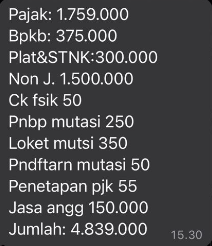 Pajak: 1.759.000
Bpkb: 375.000
Plat&STNK:300.000
Non J. 1.500.000
Ck fsik 50
Pnbp mutasi 250
Loket mutsi 350
Pndftarn mutasi 50
Penetapan pjk 55
Jasa angg 150.000
Jumlah: 4.839.000
15.30